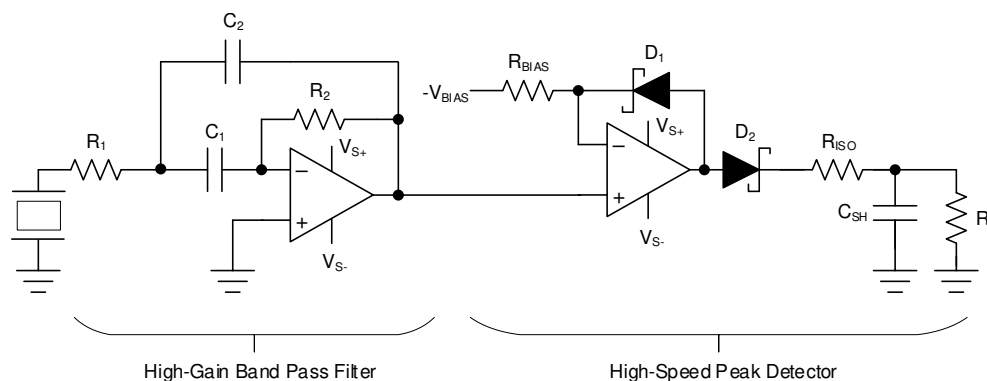 C2
R2
R1
C1
VS+
VS-
RBIAS
-VBIAS
D1
VS+
VS-
D2
RISO
CSH
R
High-Gain Band Pass Filter
High-Speed Peak Detector